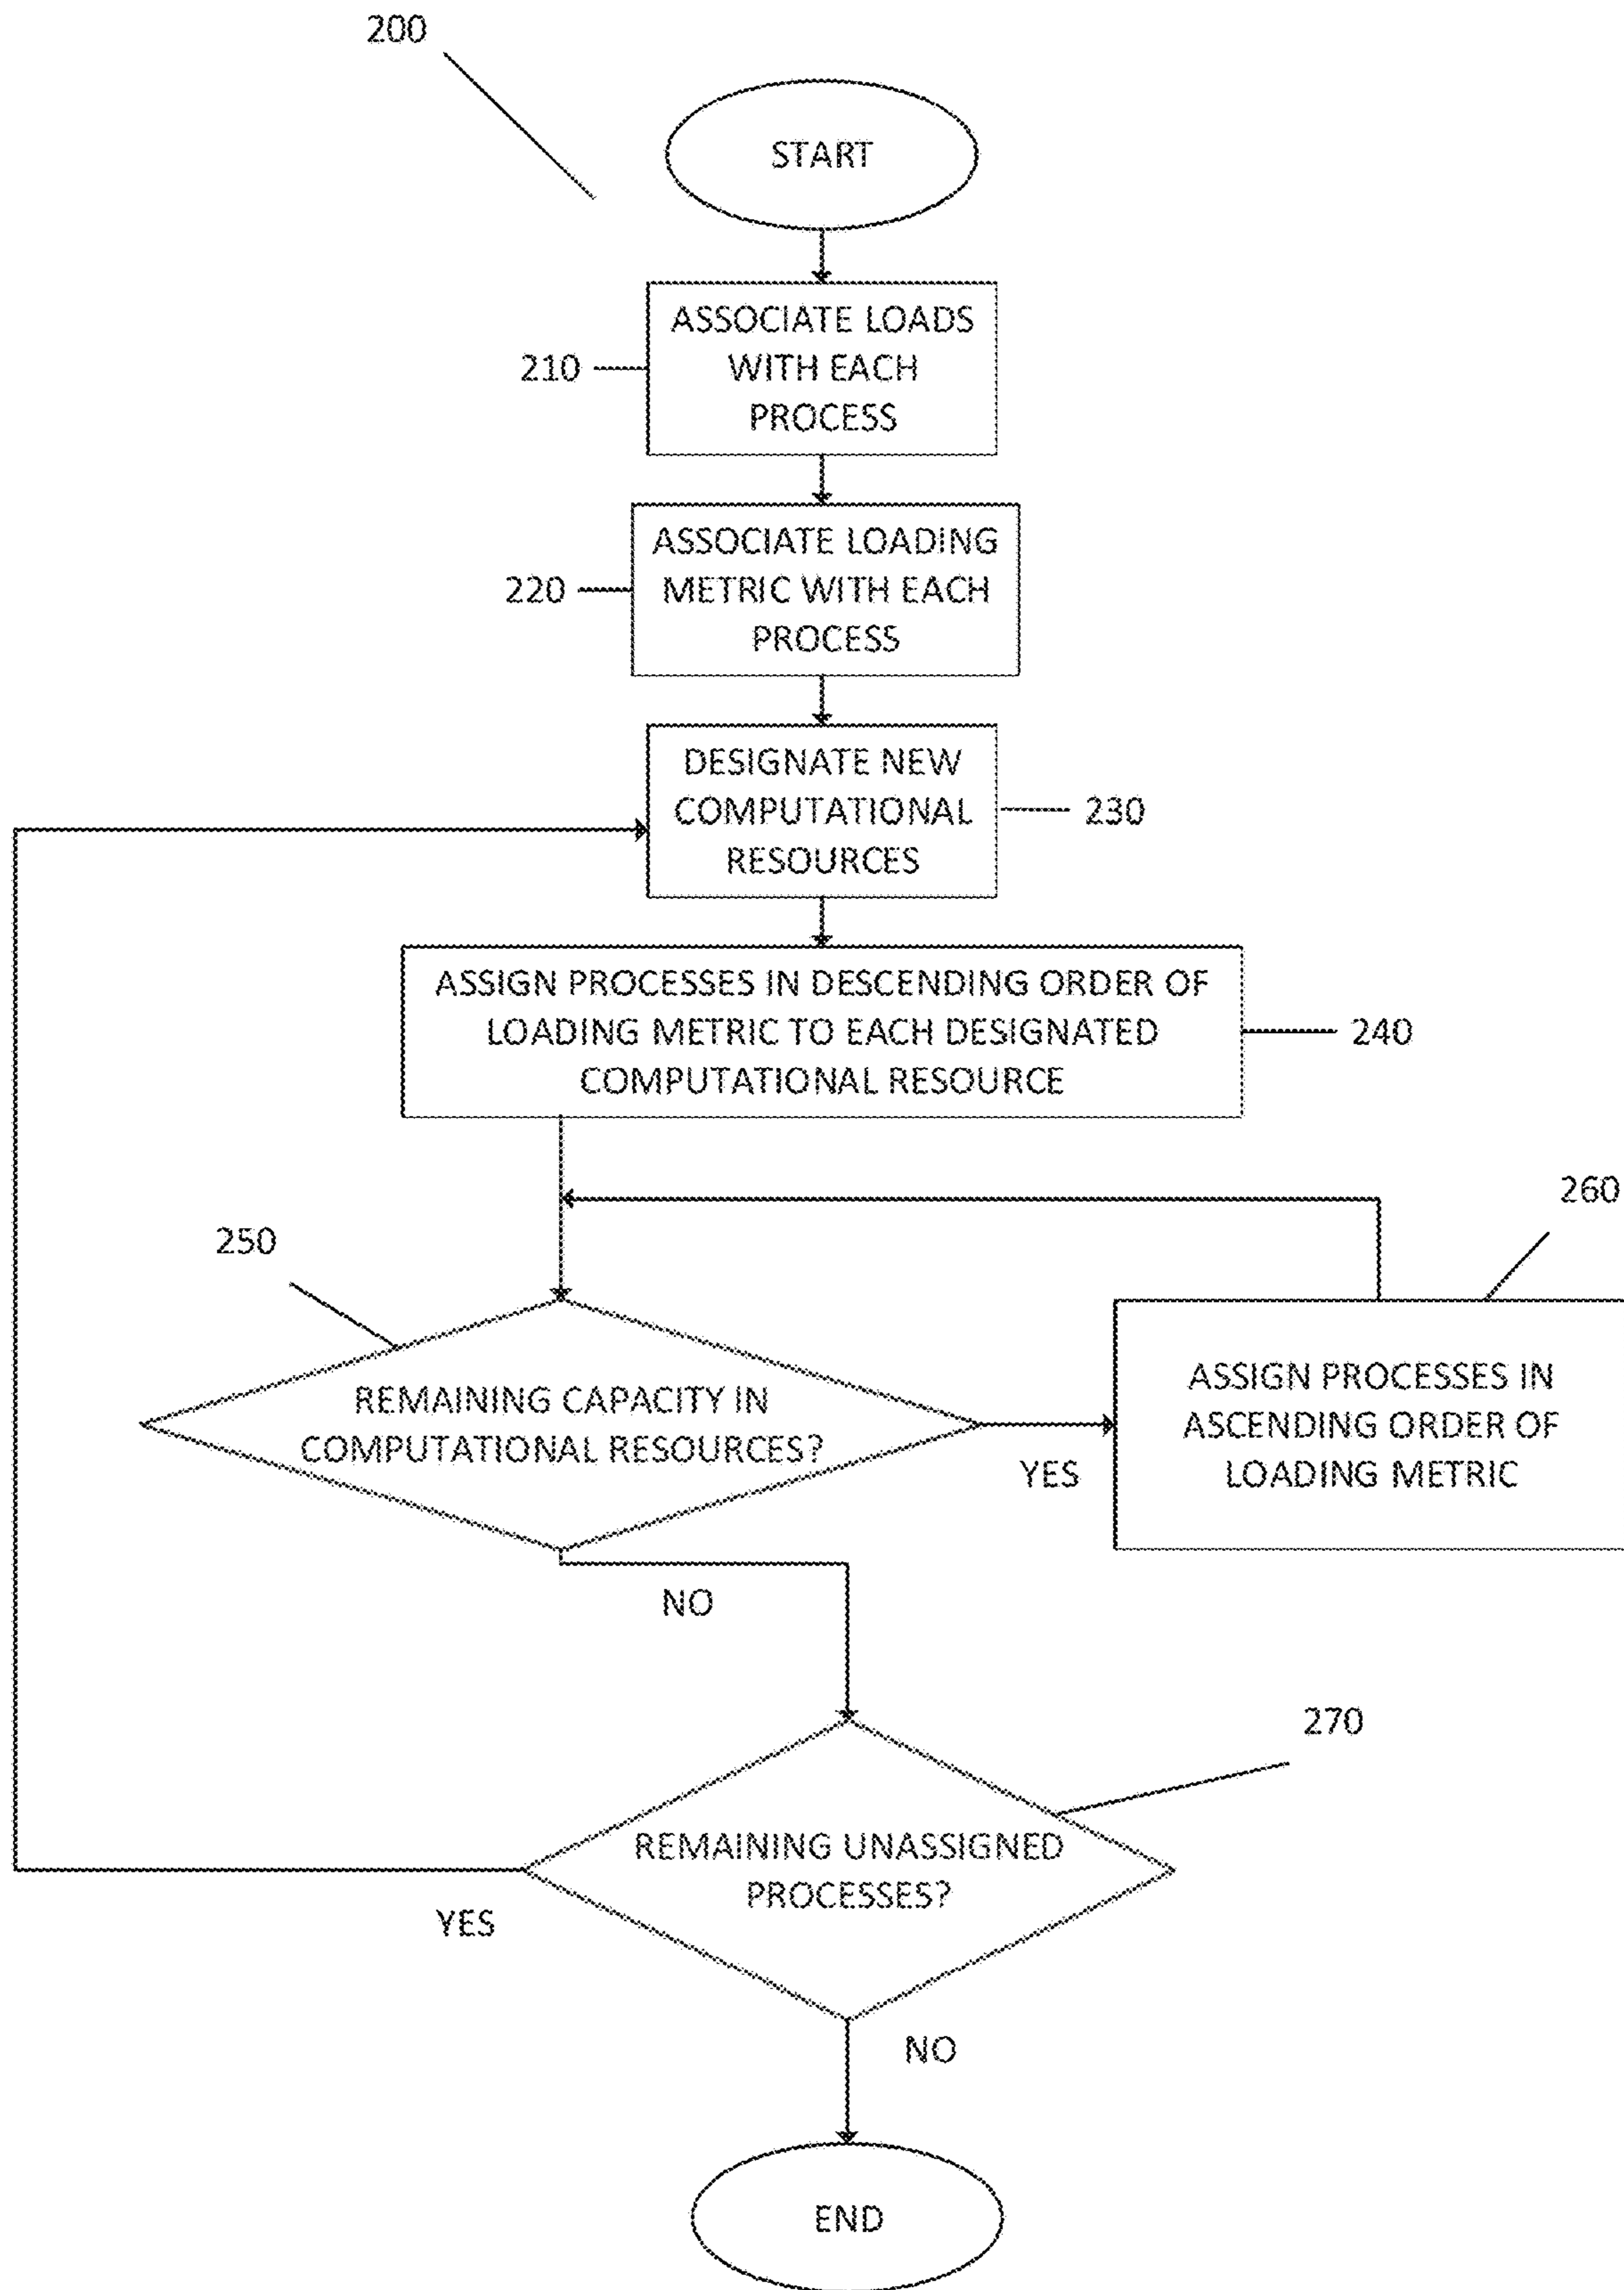 200
START
ASSOCIATE LOADS
WITH EACH
PROCESS
210
ASSOCIATE LOADING
METRIC WITH EACH
PROCESS
220
DESIGNATE NEW
COMPUTATIONAL
RESOURCES
230
ASSIGN PROCESSES IN DESCENDING ORDER OF
LOADING METRIC TO EACH DESIGNATED
COMPUTATIONAL RESOURCE
240
250
260
REMAINING CAPACITY IN
COMPUTATIONAL RESOURCES?
YES
ASSIGN PROCESSES IN
ASCENDING ORDER OF
LOADING METRIC
NO
270
REMAINING UNASSIGNED
PROCESSES?
YES
NO
END